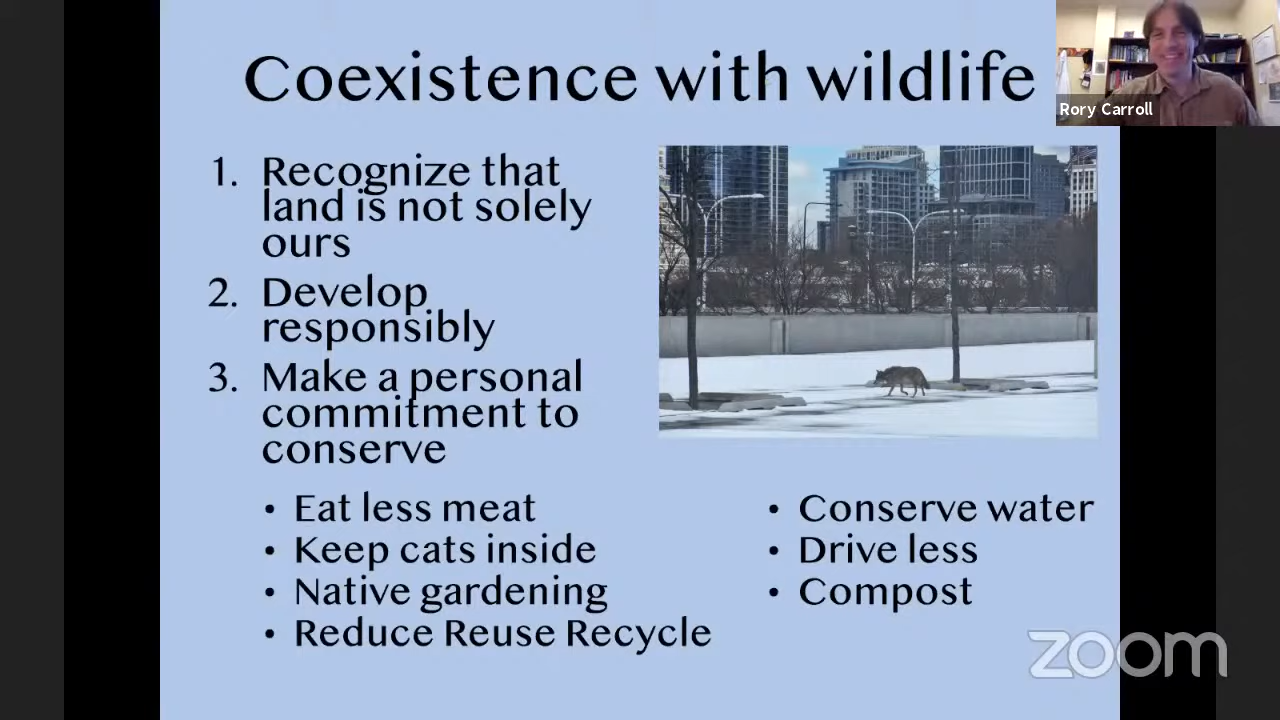 Coexistence with wildlife
Rory Carroll
1. Recognize that
land is not solely
ours
2. Develop
responsibly
3. Make a personal
commitment to
conserve
• Eat less meat
• Keep cats inside
• Native gardening
• Reduce Reuse Recycle
• Conserve water
• Drive less
• Compost
zoom